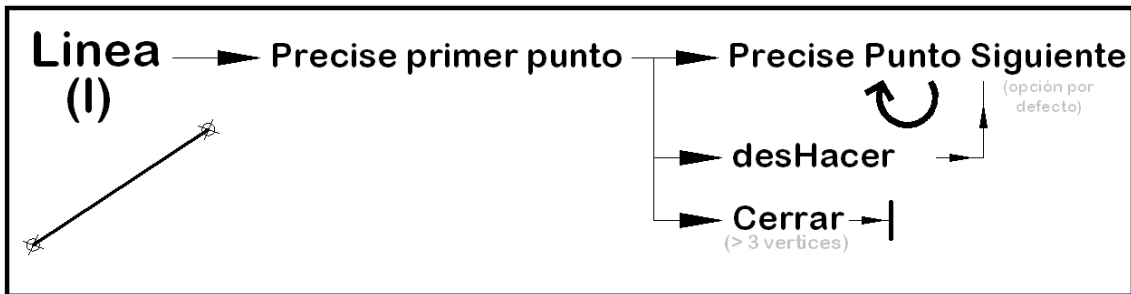 Linea
(l)
Precise primer punto
Precise Punto Siguiente
(opción por
defecto)
desHacer
Cerrar
(> 3 vertices)